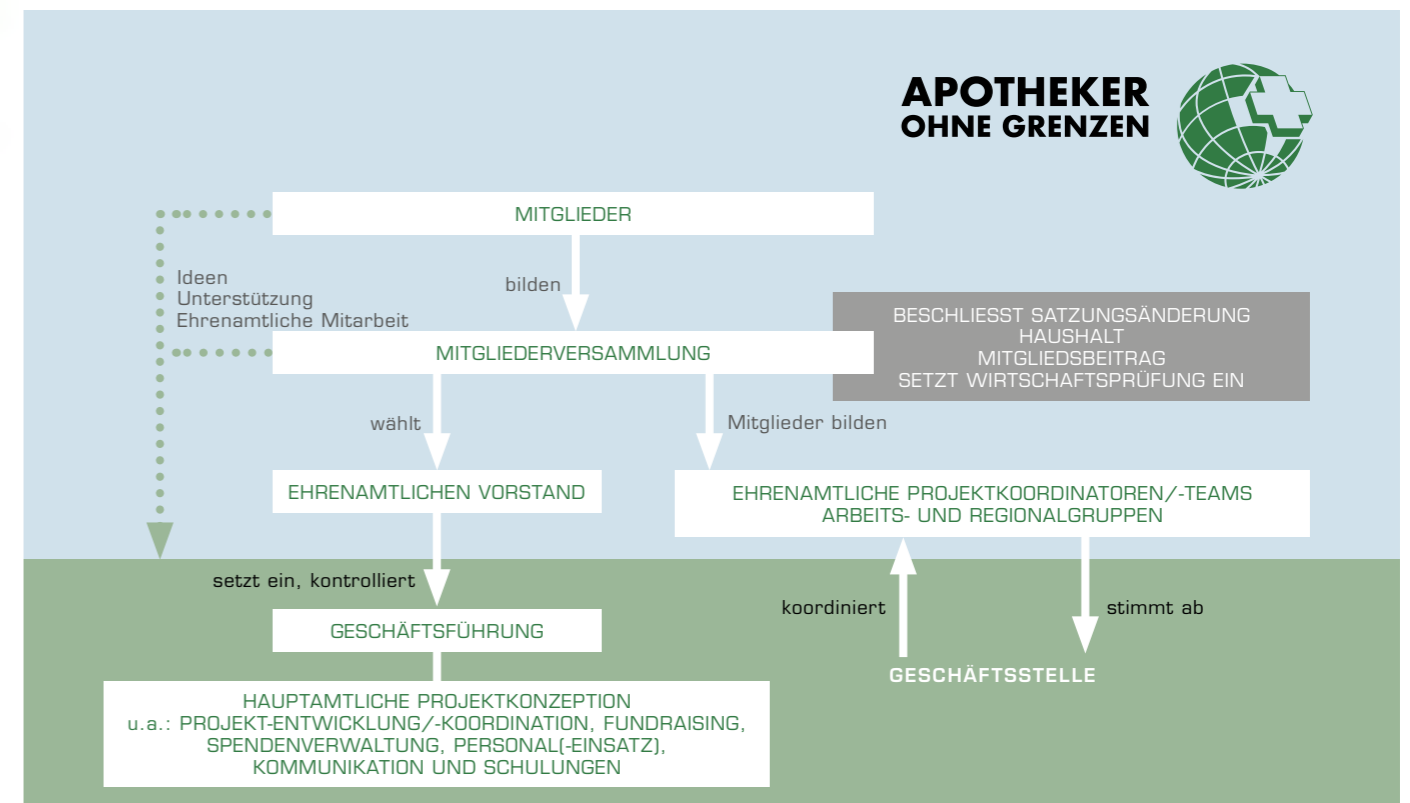 APOTHEKER
OHNE GRENZEN
MITGLIEDER
Ideen
Unterstützung
Ehrenamtliche Mitarbeit
bilden
BESCHLIESST SATZUNGSÄNDERUNG
HAUSHALT
MITGLIEDSBEITRAG
SETZT WIRTSCHAFTSPRÜFUNG EIN
MITGLIEDERVERSAMMLUNG
wählt
Mitglieder bilden
EHRENAMTLICHEN VORSTAND
EHRENAMTLICHE PROJEKTKOORDINATOREN/-TEAMS
ARBEITS- UND REGIONALGRUPPEN
setzt ein, kontrolliert
koordiniert
stimmt ab
GESCHÄFTSFÜHRUNG
GESCHÄFTSSTELLE
HAUPTAMTLICHE PROJEKTKONZEPTION
u.a.: PROJEKT-ENTWICKLUNG/-KOORDINATION, FUNDRAISING,
SPENDENVERWALTUNG, PERSONAL(-EINSATZ),
KOMMUNIKATION UND SCHULUNGEN